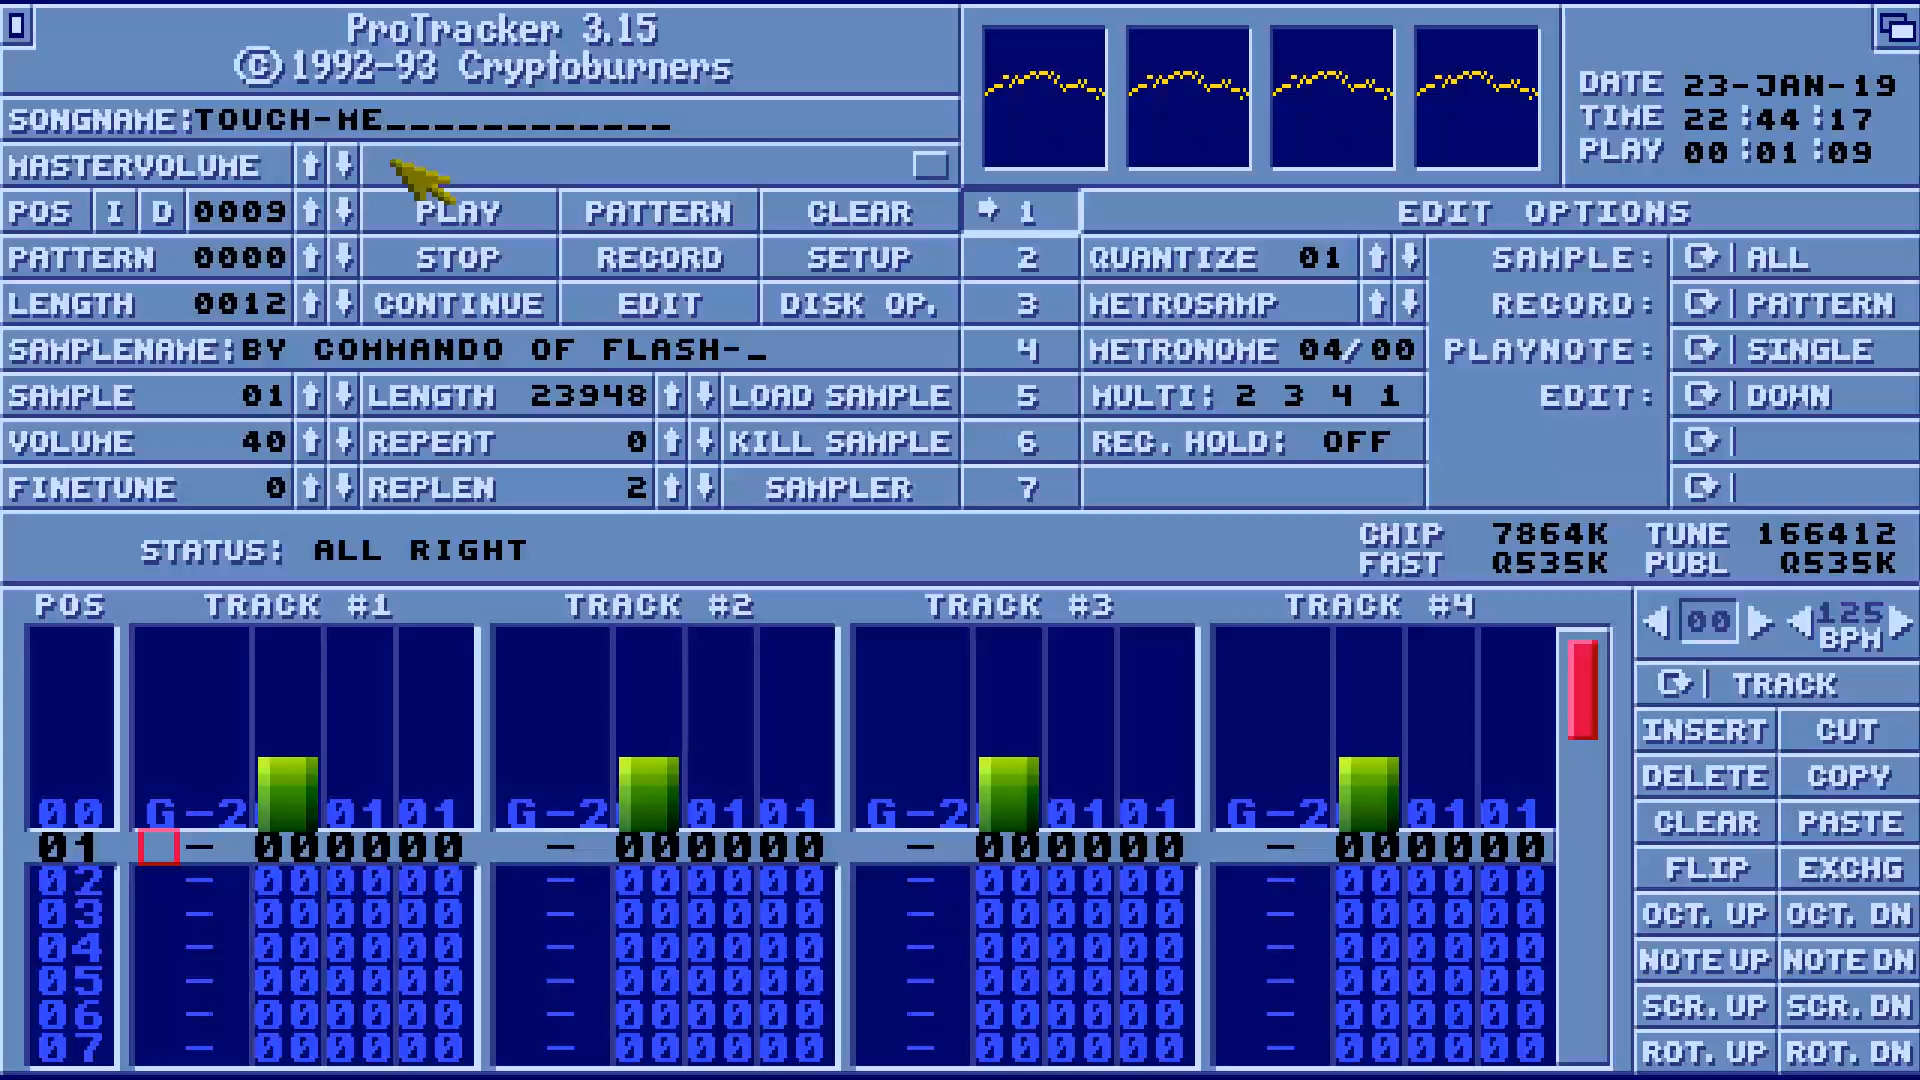 ProTracker 3.15
©1992-93 Cryptoburners
SONGNAME:TOUCH-ME____________
MASTERVOLUME
POS I D 0009
PATTERN 0000
LENGTH 0012
PLAY PATTERN CLEAR
STOP RECORD SETUP
CONTINUE EDIT DISK OP.
SAMPLENAME:BY COMMANDO OF FLASH-_
SAMPLE 01 LENGTH 23948 LOAD SAMPLE
VOLUME 40 REPEAT 0 KILL SAMPLE
FINETUNE 0 REPLEN 2 SAMPLER
DATE 23-JAN-19
TIME 22:44:17
PLAY 00:01:09
1 EDIT OPTIONS
2 QUANTIZE 01 SAMPLE: ALL
3 METROSAMP RECORD: PATTERN
4 METRONOME 04/00 PLAYNOTE: SINGLE
5 MULTI: 2 3 4 1 EDIT: DOWN
6 REC. HOLD: OFF
7
STATUS: ALL RIGHT
CHIP 7864K TUNE 166412
FAST Q535K PUBL Q535K
POS TRACK #1 TRACK #2 TRACK #3 TRACK #4
00 G-2 0101 G-2 0101 G-2 0101 G-2 0101
01 - 000000 - 000000 - 000000 - 000000
02 - 000000 - 000000 - 000000 - 000000
03 - 000000 - 000000 - 000000 - 000000
04 - 000000 - 000000 - 000000 - 000000
05 - 000000 - 000000 - 000000 - 000000
06 - 000000 - 000000 - 000000 - 000000
07 - 000000 - 000000 - 000000 - 000000
00 125 BPM
TRACK
INSERT CUT
DELETE COPY
CLEAR PASTE
FLIP EXCHG
OCT. UP OCT. DN
NOTE UP NOTE DN
SCR. UP SCR. DN
ROT. UP ROT. DN